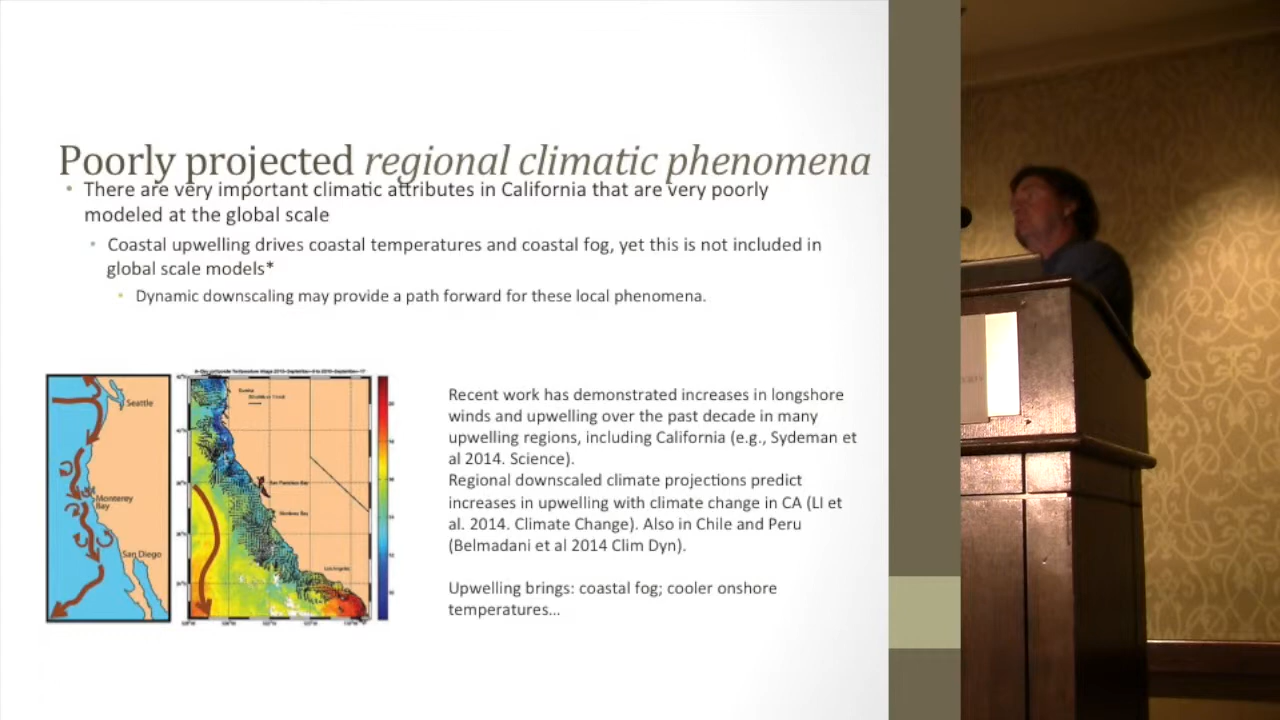 Poorly projected regional climatic phenomena
• There are very important climatic attributes in California that are very poorly
modeled at the global scale
• Coastal upwelling drives coastal temperatures and coastal fog, yet this is not included in
global scale models*
• Dynamic downscaling may provide a path forward for these local phenomena.
Seattle
Monterey
Bay
San Diego
San Francisco Bay
Monterey Bay
Los Angeles
Recent work has demonstrated increases in longshore
winds and upwelling over the past decade in many
upwelling regions, including California (e.g., Sydeman et
al 2014. Science).
Regional downscaled climate projections predict
increases in upwelling with climate change in CA (LI et
al. 2014. Climate Change). Also in Chile and Peru
(Belmadani et al 2014 Clim Dyn).
Upwelling brings: coastal fog; cooler onshore
temperatures…